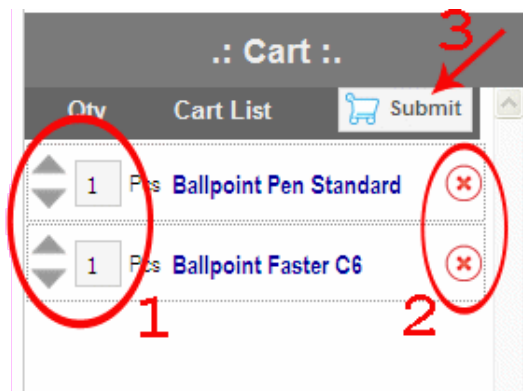 3
.: Cart :.
Qty Cart List Submit
1 Pcs Ballpoint Pen Standard
1 Pcs Ballpoint Faster C6
1 2